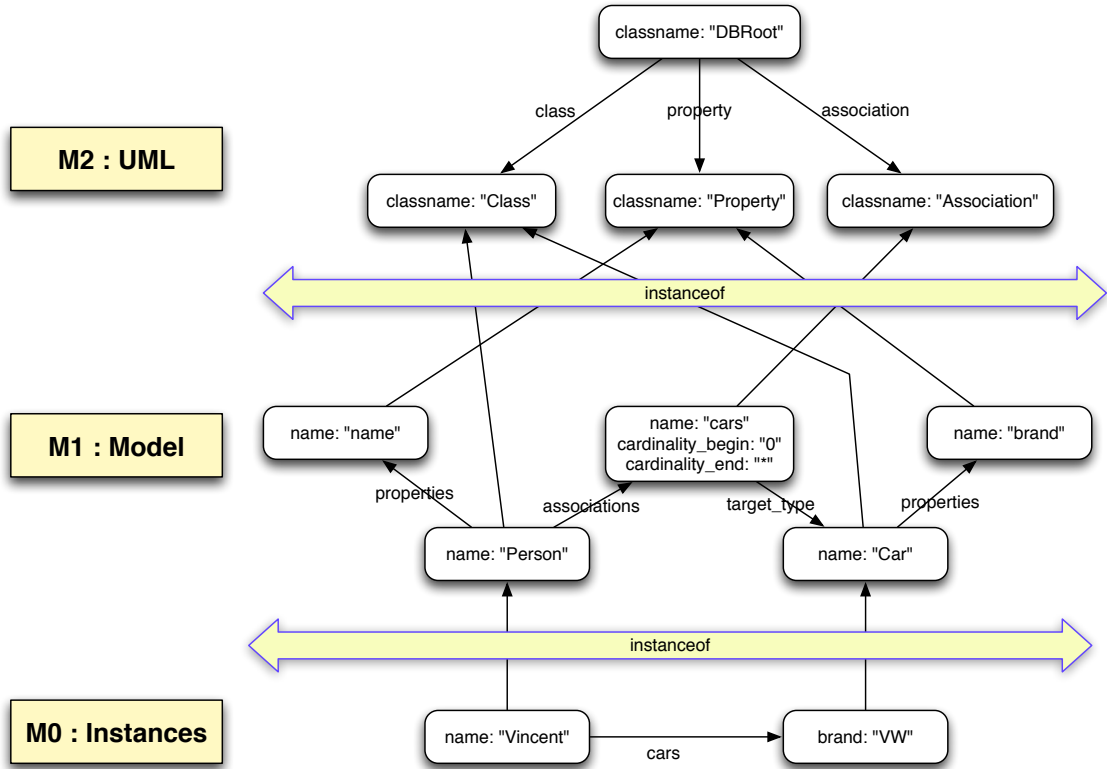 classname: "DBRoot"
class
property
association
M2 : UML
classname: "Class"
classname: "Property"
classname: "Association"
instanceof
M1 : Model
name: "name"
name: "cars"
cardinality_begin: "0"
cardinality_end: "*"
name: "brand"
properties
associations
target_type
properties
name: "Person"
name: "Car"
instanceof
M0 : Instances
name: "Vincent"
cars
brand: "VW"